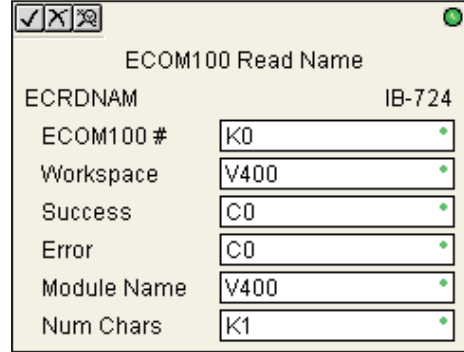 ECOM100 Read Name
ECRDNAM IB-724
ECOM100 # K0
Workspace V400
Success C0
Error C0
Module Name V400
Num Chars K1